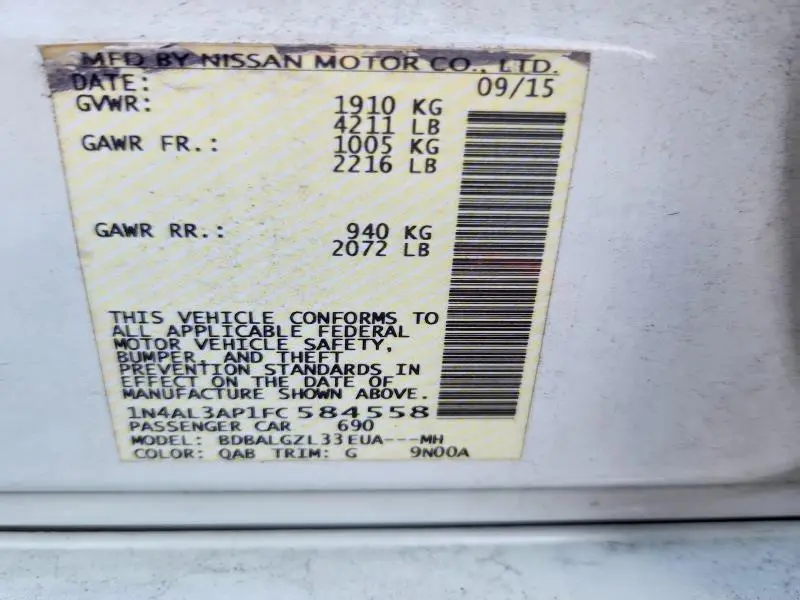 MFD BY NISSAN MOTOR CO., LTD.
DATE: 09/15
GVWR: 1910 KG
4211 LB
GAWR FR.: 1005 KG
2216 LB
GAWR RR.: 940 KG
2072 LB
THIS VEHICLE CONFORMS TO
ALL APPLICABLE FEDERAL
MOTOR VEHICLE SAFETY,
BUMPER, AND THEFT
PREVENTION STANDARDS IN
EFFECT ON THE DATE OF
MANUFACTURE SHOWN ABOVE.
1N4AL3AP1FC584558
PASSENGER CAR 690
MODEL: BDBALGZL33EUA---MH
COLOR: QAB TRIM: G 9N00A